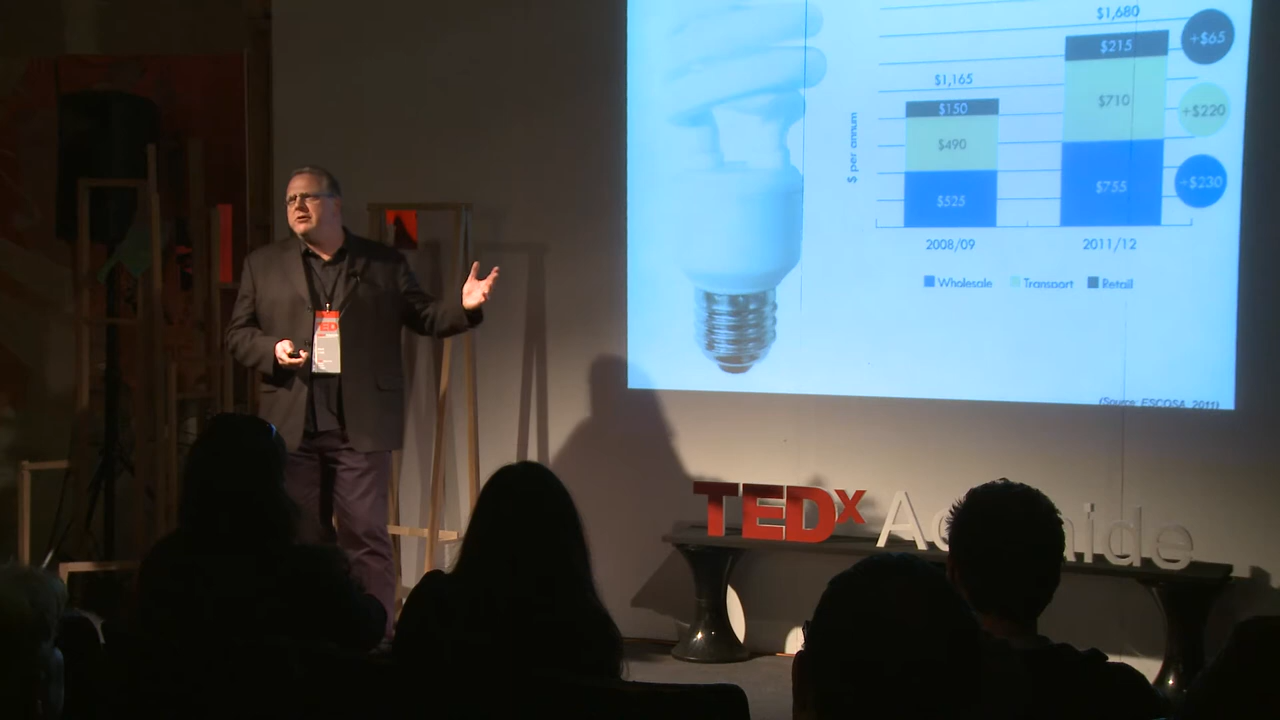 $1,680
$215
+$65
$1,165
$150
$710
+$220
$490
$755
+$230
$525
$ per annum
2008/09
2011/12
Wholesale
Transport
Retail
(Source: ESCOSA, 2011)
TED
TEDx